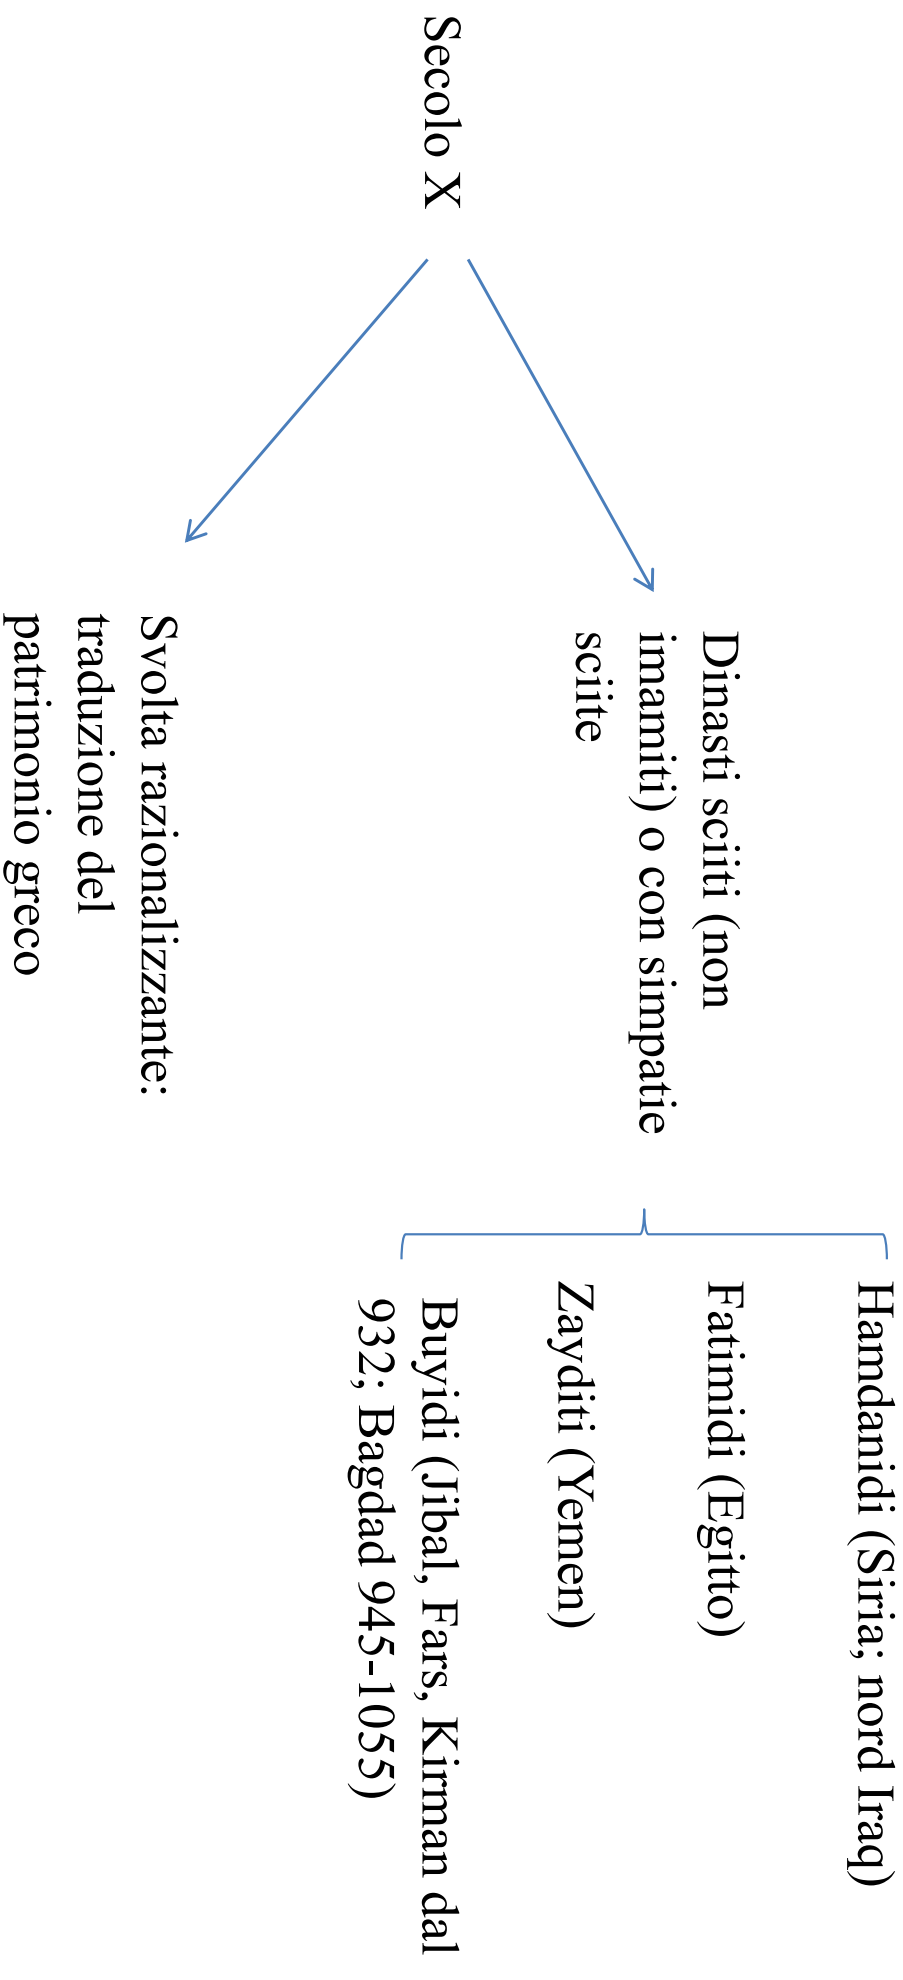 Secolo X
Dinasti sciiti (non
imamiti) o con simpatie
sciite
Hamdanidi (Siria; nord Iraq)
Fatimidi (Egitto)
Zayditi (Yemen)
Buyidi (Jibal, Fars, Kirman dal
932; Bagdad 945-1055)
Svolta razionalizzante:
traduzione del
patrimonio greco